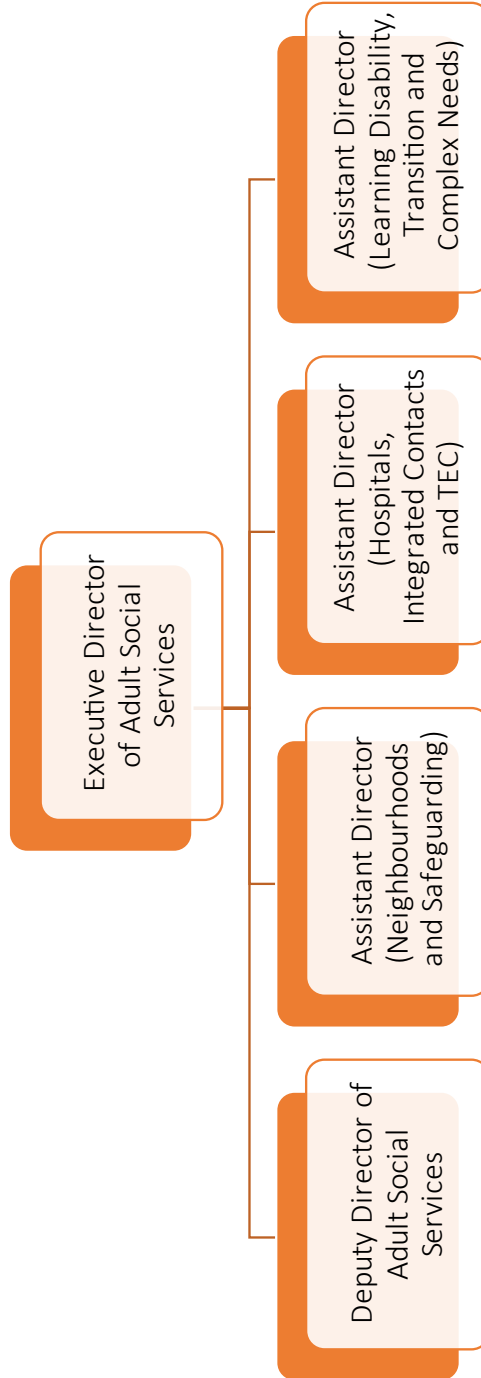 Executive Director
of Adult Social
Services
Deputy Director of
Adult Social
Services
Assistant Director
(Neighbourhoods
and Safeguarding)
Assistant Director
(Hospitals,
Integrated Contacts
and TEC)
Assistant Director
(Learning Disability,
Transition and
Complex Needs)